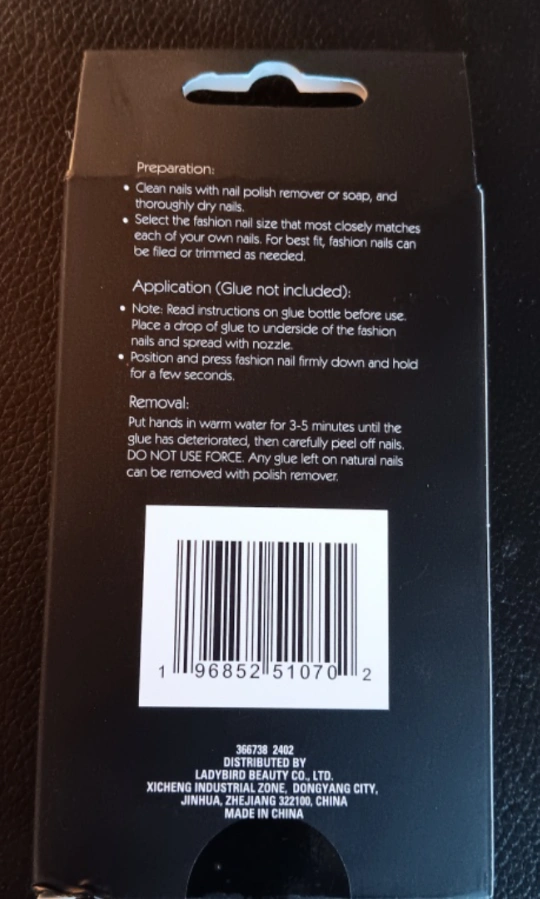 Preparation:
• Clean nails with nail polish remover or soap, and
thoroughly dry nails.
• Select the fashion nail size that most closely matches
each of your own nails. For best fit, fashion nails can
be filed or trimmed as needed.
Application (Glue not included):
• Note: Read instructions on glue bottle before use.
Place a drop of glue to underside of the fashion
nails and spread with nozzle.
• Position and press fashion nail firmly down and hold
for a few seconds.
Removal:
Put hands in warm water for 3-5 minutes until the
glue has deteriorated, then carefully peel off nails.
DO NOT USE FORCE. Any glue left on natural nails
can be removed with polish remover.
1 96852 51070 2
366738 2402
DISTRIBUTED BY
LADYBIRD BEAUTY CO., LTD.
XICHENG INDUSTRIAL ZONE, DONGYANG CITY,
JINHUA, ZHEJIANG 322100, CHINA
MADE IN CHINA